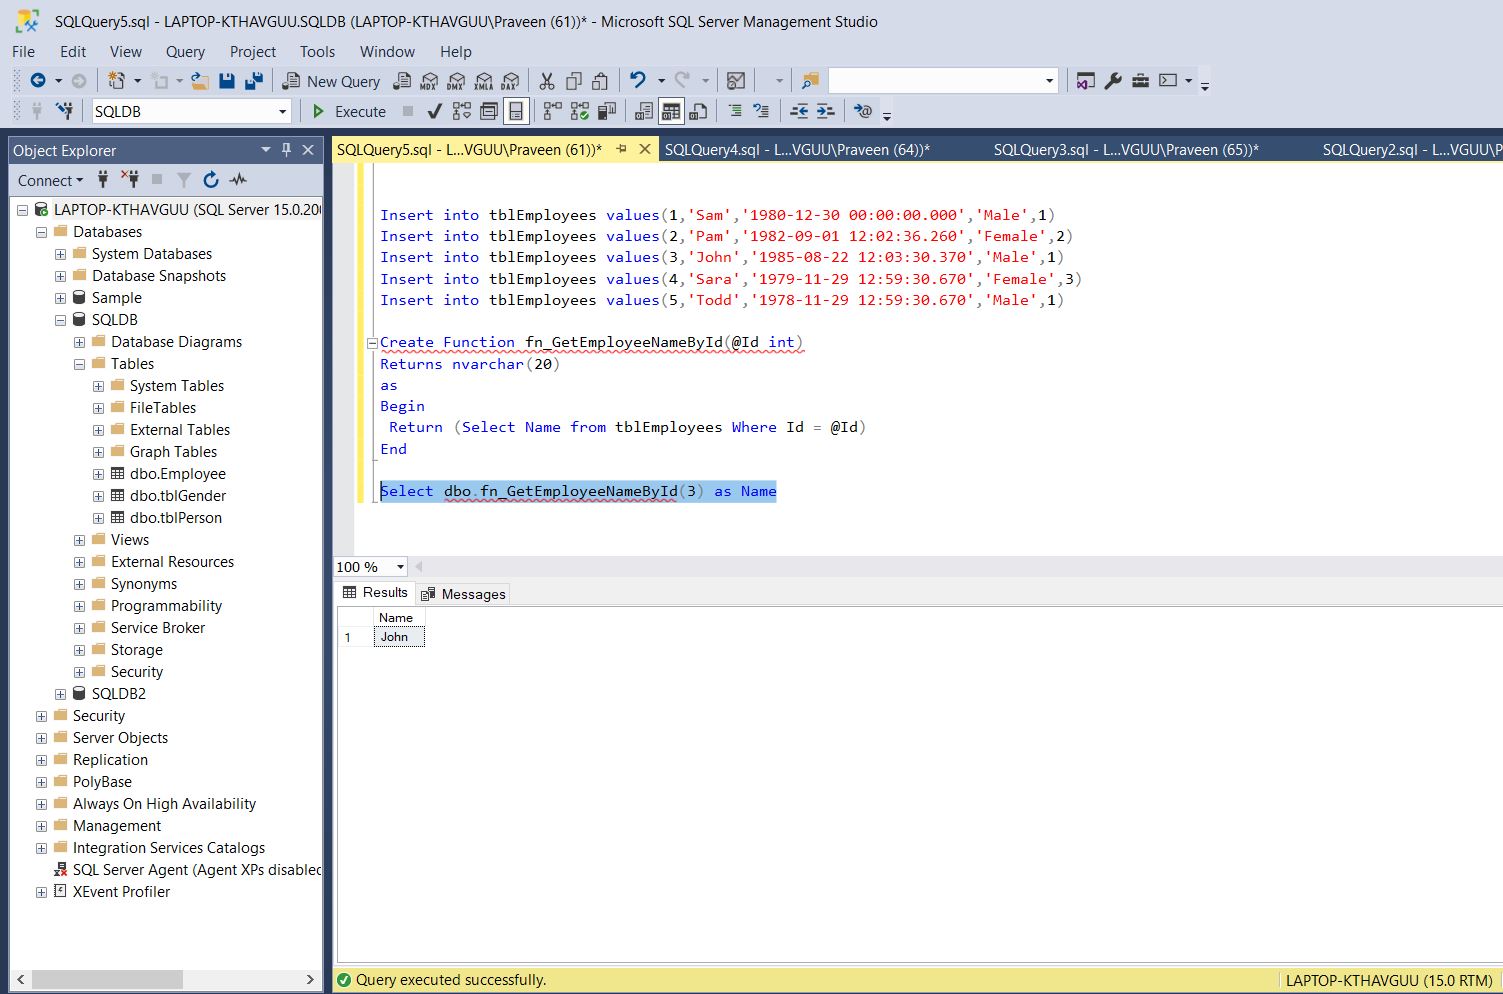 SQLQuery5.sql - LAPTOP-KTHAVGUU.SQLDB (LAPTOP-KTHAVGUU\Praveen (61))* - Microsoft SQL Server Management Studio
File Edit View Query Project Tools Window Help
New Query MDX DMX XMLA DAX
SQLDB Execute
Object Explorer
Connect
LAPTOP-KTHAVGUU (SQL Server 15.0.200
Databases
System Databases
Database Snapshots
Sample
SQLDB
Database Diagrams
Tables
System Tables
FileTables
External Tables
Graph Tables
dbo.Employee
dbo.tblGender
dbo.tblPerson
Views
External Resources
Synonyms
Programmability
Service Broker
Storage
Security
SQLDB2
Security
Server Objects
Replication
PolyBase
Always On High Availability
Management
Integration Services Catalogs
SQL Server Agent (Agent XPs disabled
XEvent Profiler
SQLQuery5.sql - L...VGUU\Praveen (61))* SQLQuery4.sql - L...VGUU\Praveen (64))* SQLQuery3.sql - L...VGUU\Praveen (65))* SQLQuery2.sql - L...VGUU\P
Insert into tblEmployees values(1,'Sam','1980-12-30 00:00:00.000','Male',1)
Insert into tblEmployees values(2,'Pam','1982-09-01 12:02:36.260','Female',2)
Insert into tblEmployees values(3,'John','1985-08-22 12:03:30.370','Male',1)
Insert into tblEmployees values(4,'Sara','1979-11-29 12:59:30.670','Female',3)
Insert into tblEmployees values(5,'Todd','1978-11-29 12:59:30.670','Male',1)
Create Function fn_GetEmployeeNameById(@Id int)
Returns nvarchar(20)
as
Begin
Return (Select Name from tblEmployees Where Id = @Id)
End
Select dbo.fn_GetEmployeeNameById(3) as Name
100 %
Results Messages
Name
1 John
Query executed successfully. LAPTOP-KTHAVGUU (15.0 RTM)